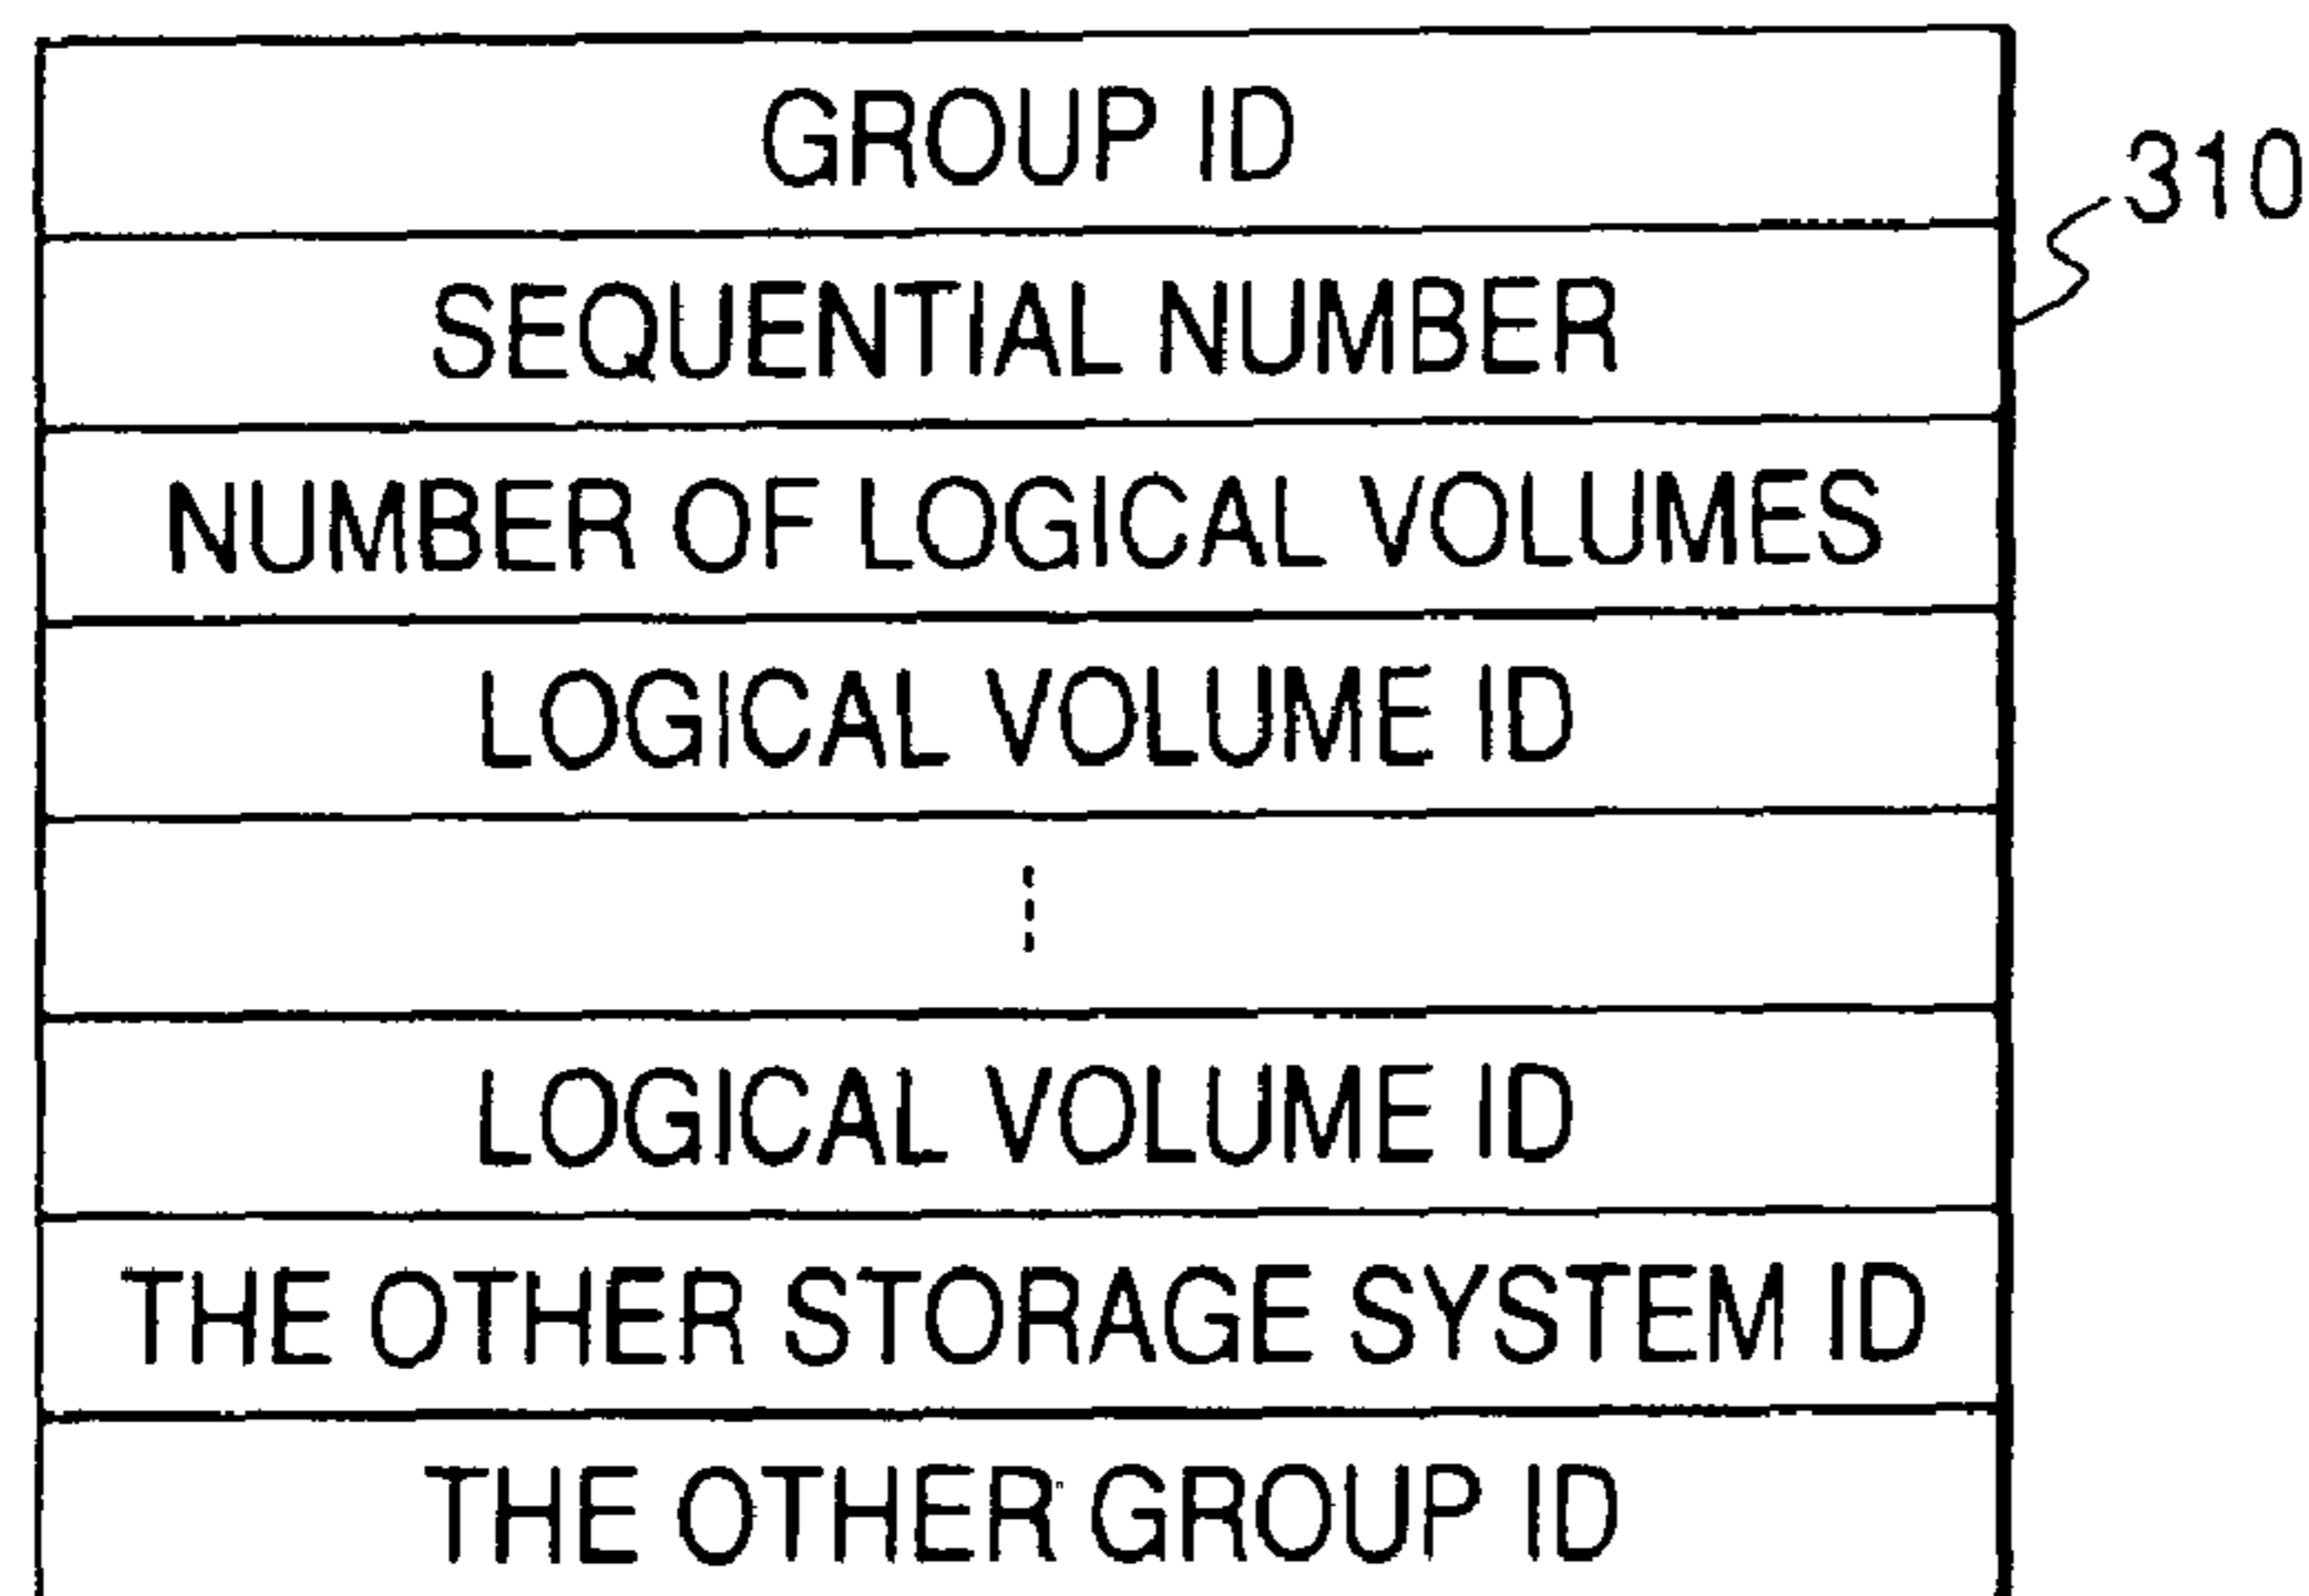 GROUP ID
310
SEQUENTIAL NUMBER
NUMBER OF LOGICAL VOLUMES
LOGICAL VOLUME ID
LOGICAL VOLUME ID
THE OTHER STORAGE SYSTEM ID
THE OTHER GROUP ID